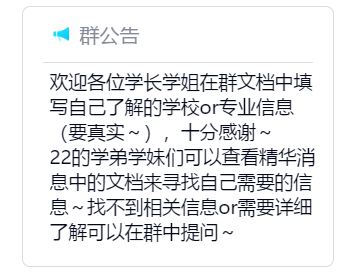 群公告
欢迎各位学长学姐在群文档中填
写自己了解的学校or专业信息
（要真实～），十分感谢～
22的学弟学妹们可以查看精华消
息中的文档来寻找自己需要的信
息～找不到相关信息or需要详细
了解可以在群中提问～